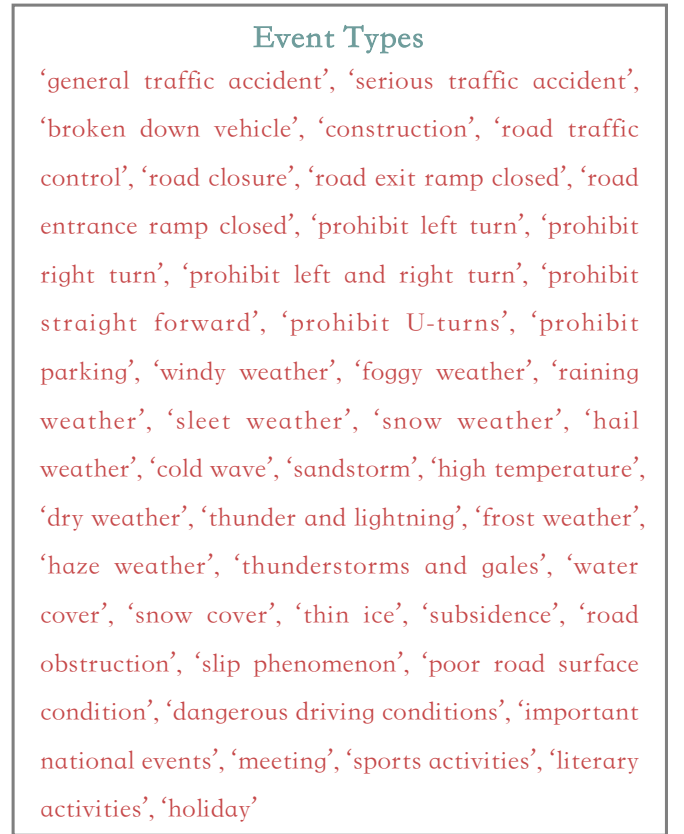 Event Types
‘general traffic accident’, ‘serious traffic accident’,
‘broken down vehicle’, ‘construction’, ‘road traffic
control’, ‘road closure’, ‘road exit ramp closed’, ‘road
entrance ramp closed’, ‘prohibit left turn’, ‘prohibit
right turn’, ‘prohibit left and right turn’, ‘prohibit
straight forward’, ‘prohibit U-turns’, ‘prohibit
parking’, ‘windy weather’, ‘foggy weather’, ‘raining
weather’, ‘sleet weather’, ‘snow weather’, ‘hail
weather’, ‘cold wave’, ‘sandstorm’, ‘high temperature’,
‘dry weather’, ‘thunder and lightning’, ‘frost weather’,
‘haze weather’, ‘thunderstorms and gales’, ‘water
cover’, ‘snow cover’, ‘thin ice’, ‘subsidence’, ‘road
obstruction’, ‘slip phenomenon’, ‘poor road surface
condition’, ‘dangerous driving conditions’, ‘important
national events’, ‘meeting’, ‘sports activities’, ‘literary
activities’, ‘holiday’